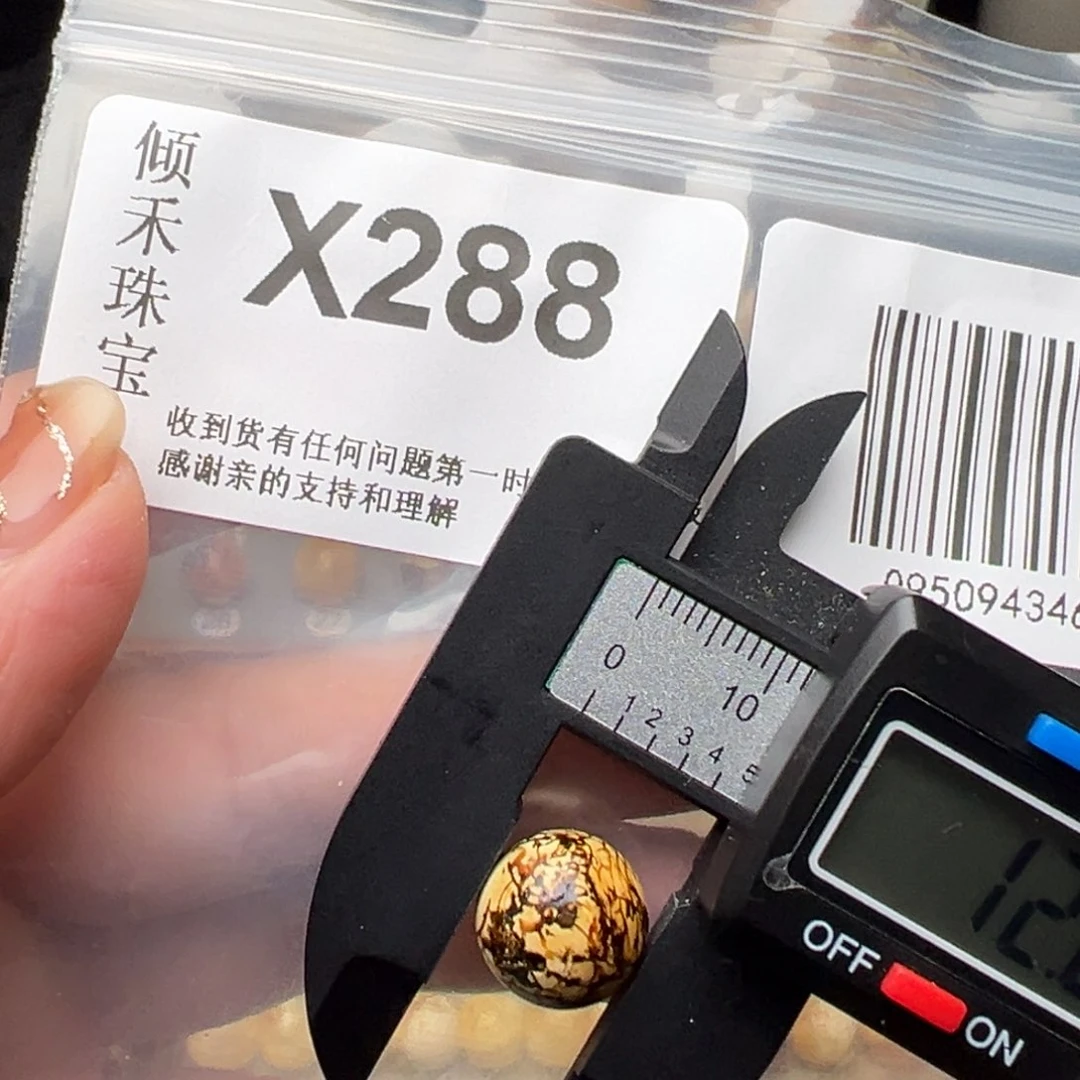 倾禾珠宝
X288
收到货有任何问题第一时
感谢亲的支持和理解
0 10
1 2 3 4 5
OFF
ON